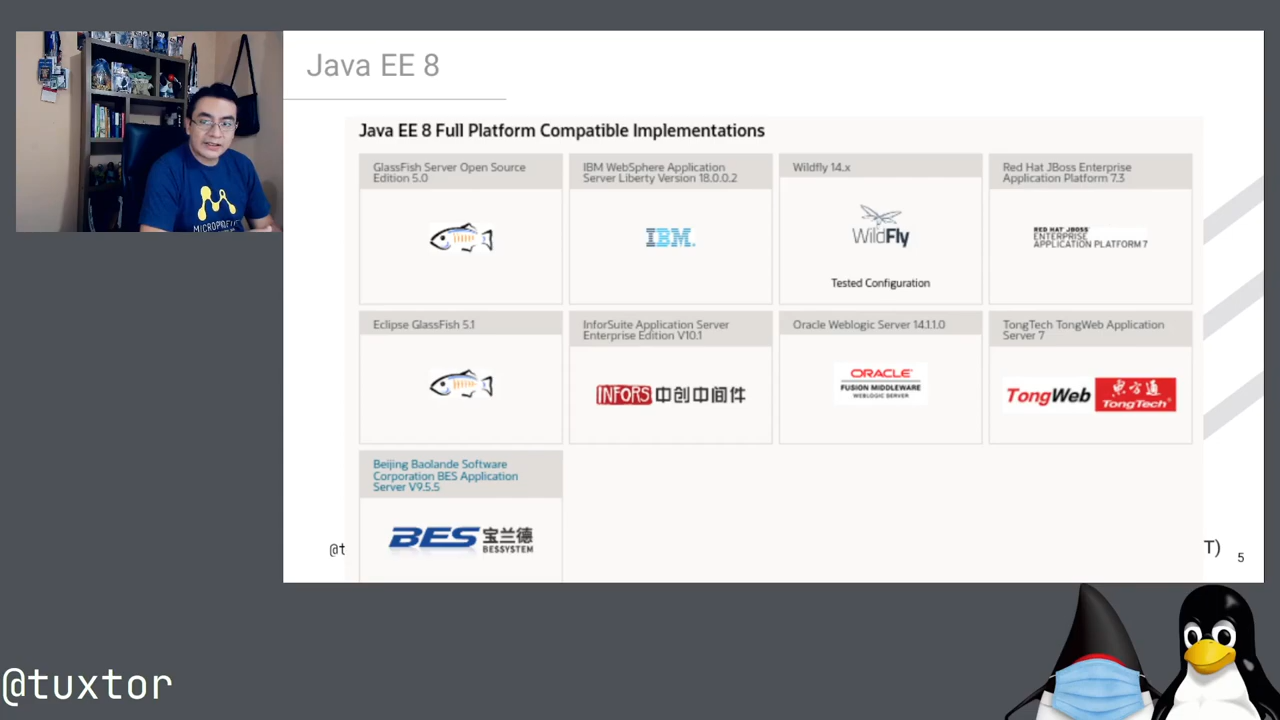 Java EE 8
Java EE 8 Full Platform Compatible Implementations
GlassFish Server Open Source
Edition 5.0
IBM WebSphere Application
Server Liberty Version 18.0.0.2
Wildfly 14.x
Red Hat JBoss Enterprise
Application Platform 7.3
IBM.
WildFly
Tested Configuration
RED HAT JBOSS
ENTERPRISE
APPLICATION PLATFORM 7
Eclipse GlassFish 5.1
InforSuite Application Server
Enterprise Edition V10.1
Oracle Weblogic Server 14.1.1.0
TongTech TongWeb Application
Server 7
INFORS 中创中间件
ORACLE
FUSION MIDDLEWARE
WEBLOGIC SERVER
TongWeb
东方通
TongTech®
Beijing Baolande Software
Corporation BES Application
Server V9.5.5
BES 宝兰德
BESSYSTEM
@t
T)
5
@tuxtor